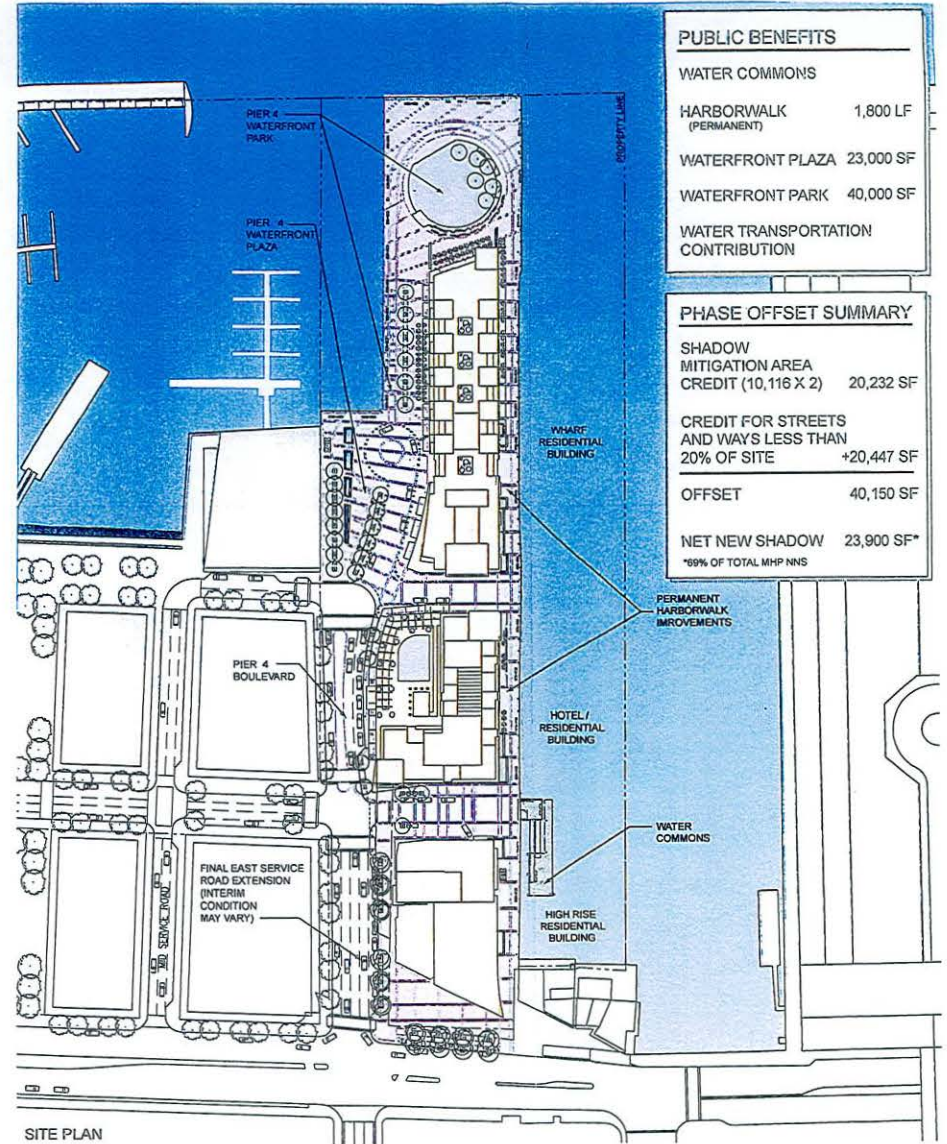 PUBLIC BENEFITS
WATER COMMONS
HARBORWALK 1,800 LF
(PERMANENT)
WATERFRONT PLAZA 23,000 SF
WATERFRONT PARK 40,000 SF
WATER TRANSPORTATION
CONTRIBUTION
PHASE OFFSET SUMMARY
SHADOW
MITIGATION AREA
CREDIT (10,116 X 2) 20,232 SF
CREDIT FOR STREETS
AND WAYS LESS THAN
20% OF SITE +20,447 SF
OFFSET 40,150 SF
NET NEW SHADOW 23,900 SF*
*69% OF TOTAL MHP NNS
PIER 4
WATERFRONT
PARK
PROPERTY LINE
PIER 4
WATERFRONT
PLAZA
WHARF
RESIDENTIAL
BUILDING
PERMANENT
HARBORWALK
IMROVEMENTS
PIER 4
BOULEVARD
HOTEL /
RESIDENTIAL
BUILDING
WATER
COMMONS
FINAL EAST SERVICE
ROAD EXTENSION
(INTERIM
CONDITION
MAY VARY)
MID SERVICE ROAD
HIGH RISE
RESIDENTIAL
BUILDING
SITE PLAN